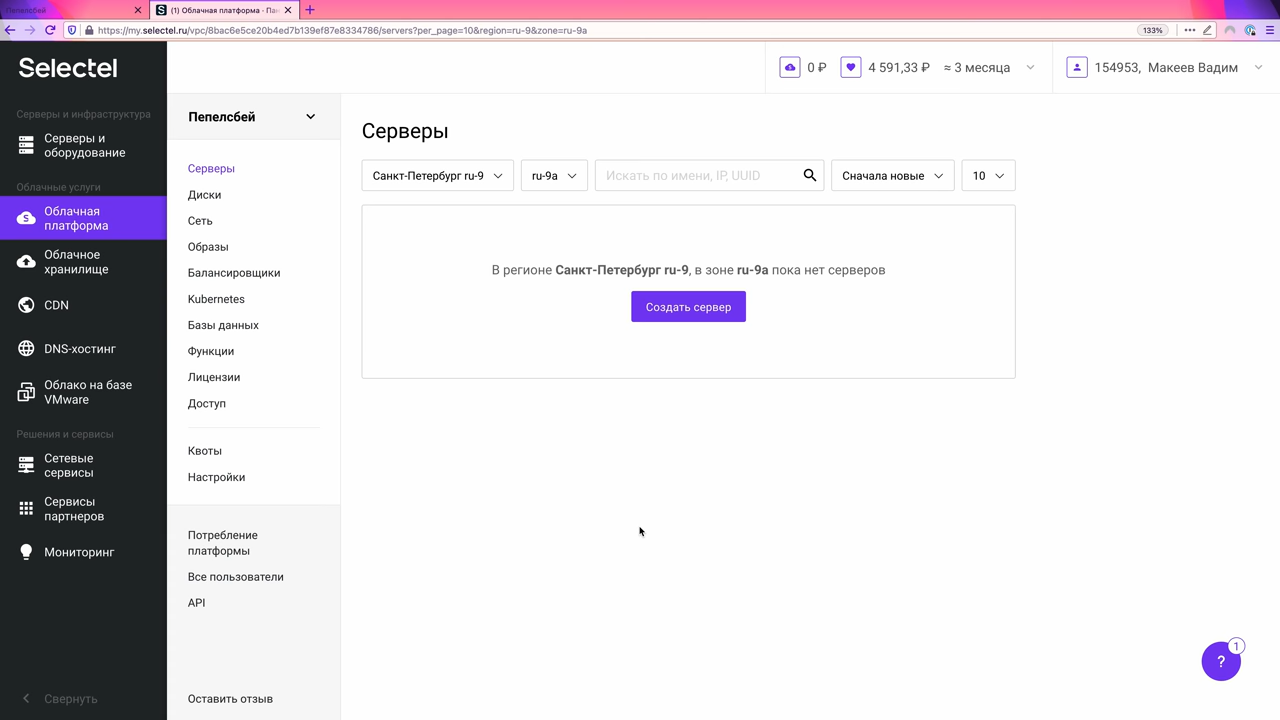 Пепелсбей
(1) Облачная платформа - Пан
https://my.selectel.ru/vpc/8bac6e5ce20b4ed7b139ef87e8334786/servers?per_page=10&region=ru-9&zone=ru-9a
133%
Selectel
0 ₽
4 591,33 ₽
≈ 3 месяца
154953, Макеев Вадим
Серверы и инфраструктура
Серверы и
оборудование
Облачные услуги
Облачная
платформа
Облачное
хранилище
CDN
DNS-хостинг
Облако на базе
VMware
Решения и сервисы
Сетевые
сервисы
Сервисы
партнеров
Мониторинг
Свернуть
Пепелсбей
Серверы
Диски
Сеть
Образы
Балансировщики
Kubernetes
Базы данных
Функции
Лицензии
Доступ
Квоты
Настройки
Потребление
платформы
Все пользователи
API
Оставить отзыв
Серверы
Санкт-Петербург ru-9
ru-9a
Искать по имени, IP, UUID
Сначала новые
10
В регионе Санкт-Петербург ru-9, в зоне ru-9a пока нет серверов
Создать сервер
?
1